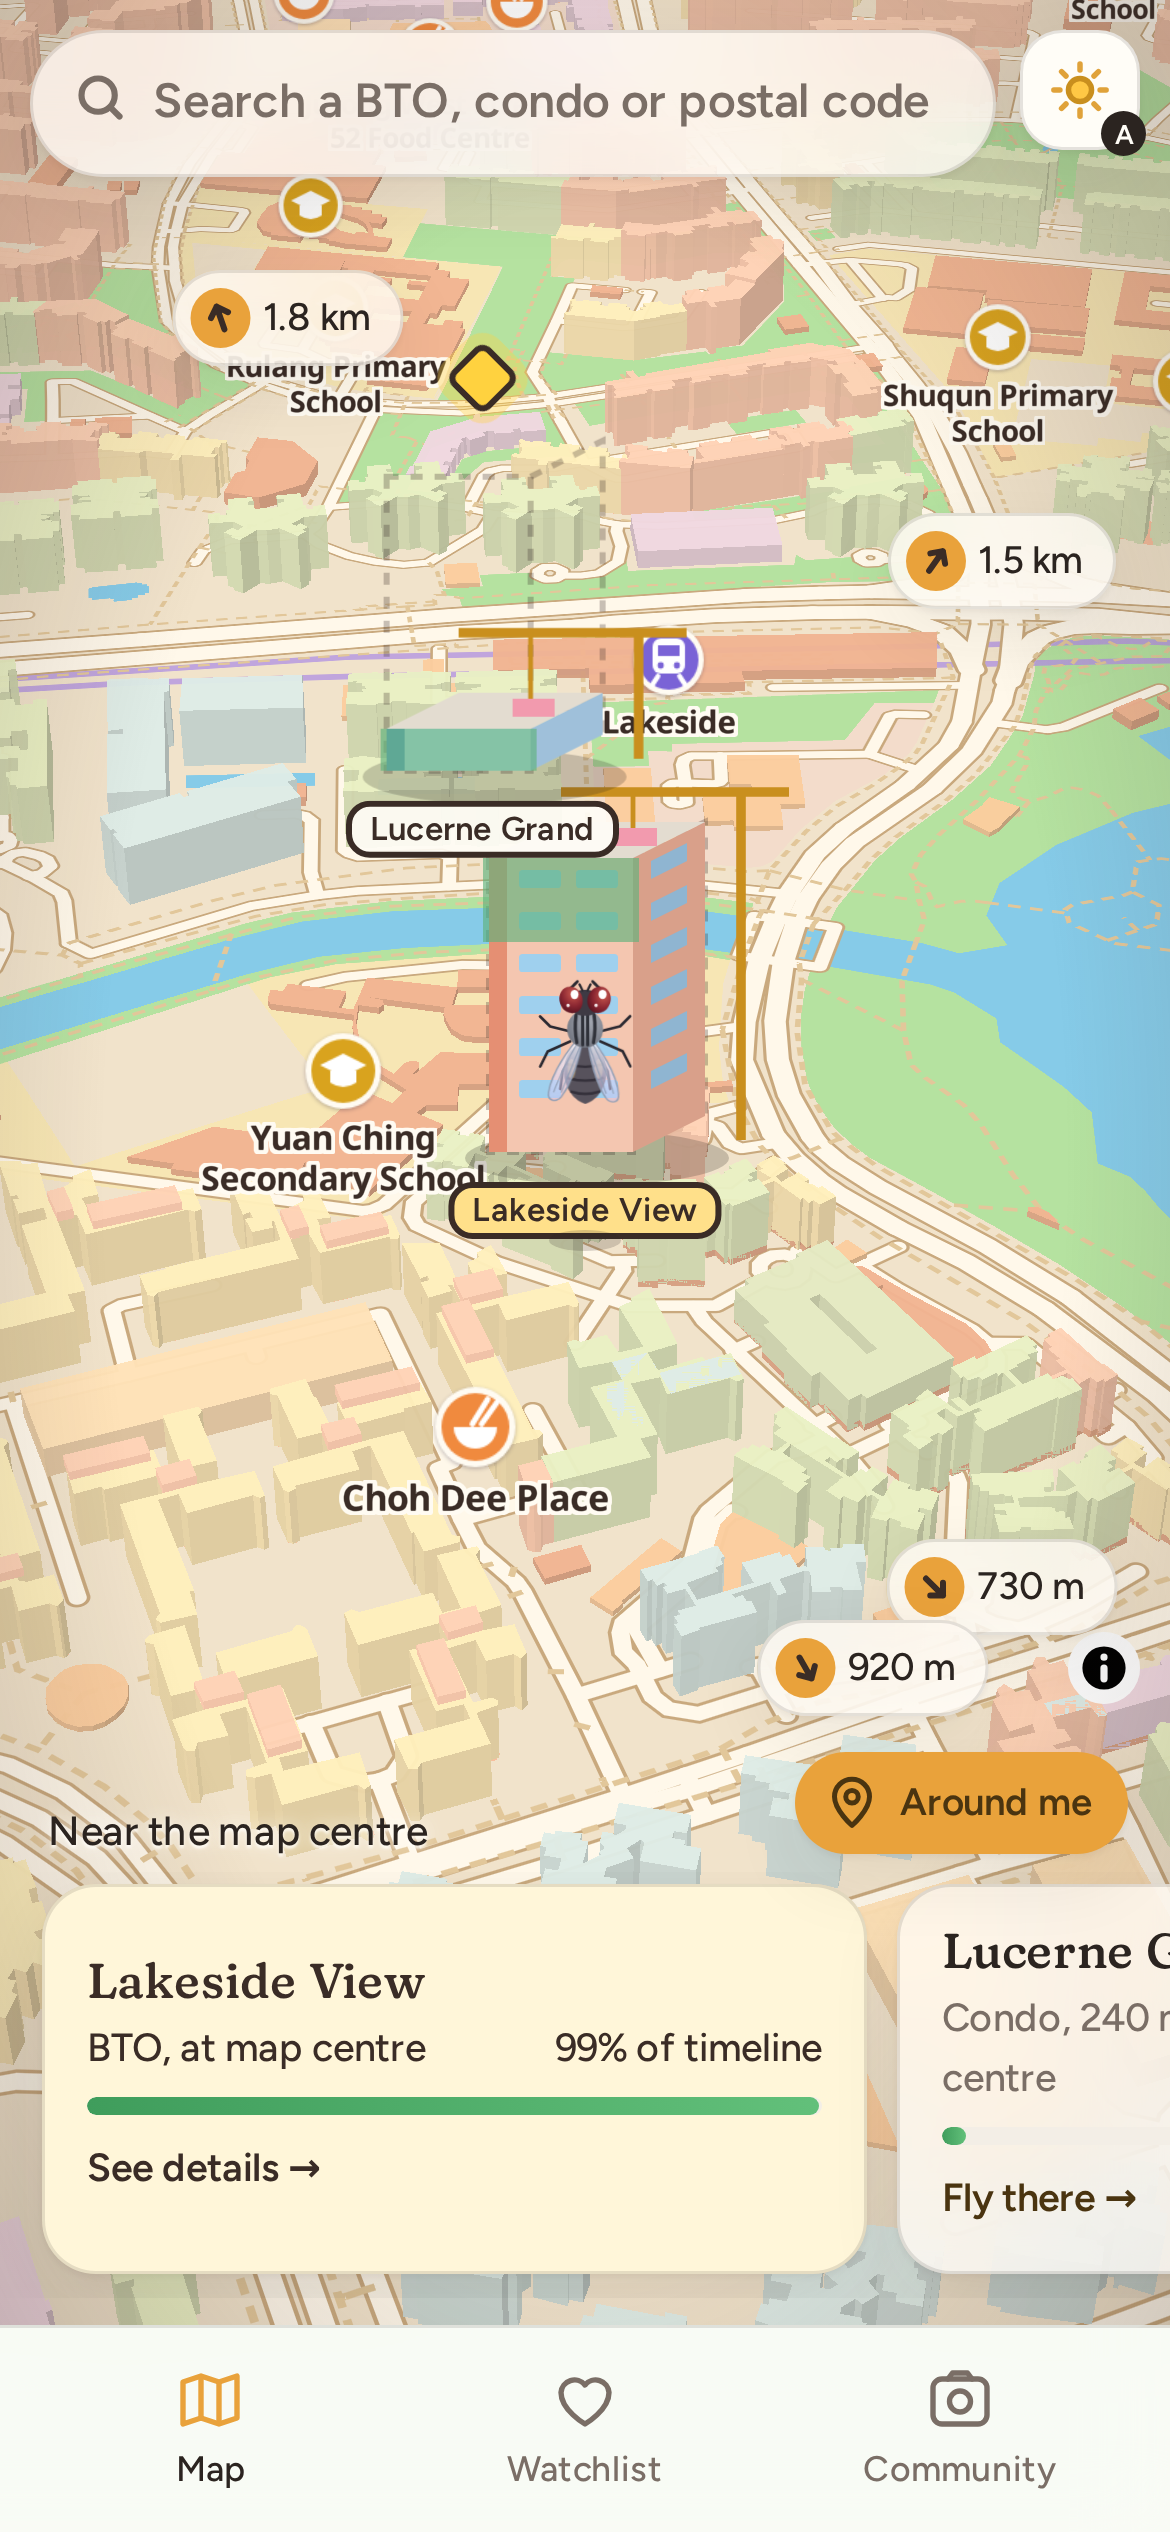 School
Search a BTO, condo or postal code
52 Food Centre
A
1.8 km
Rulang Primary
School
Shuqun Primary
School
1.5 km
Lakeside
Lucerne Grand
Yuan Ching
Secondary School
Lakeside View
Choh Dee Place
730 m
920 m
Around me
Near the map centre
Lakeside View
BTO, at map centre
99% of timeline
See details →
Lucerne G
Condo, 240
centre
Fly there →
Map
Watchlist
Community